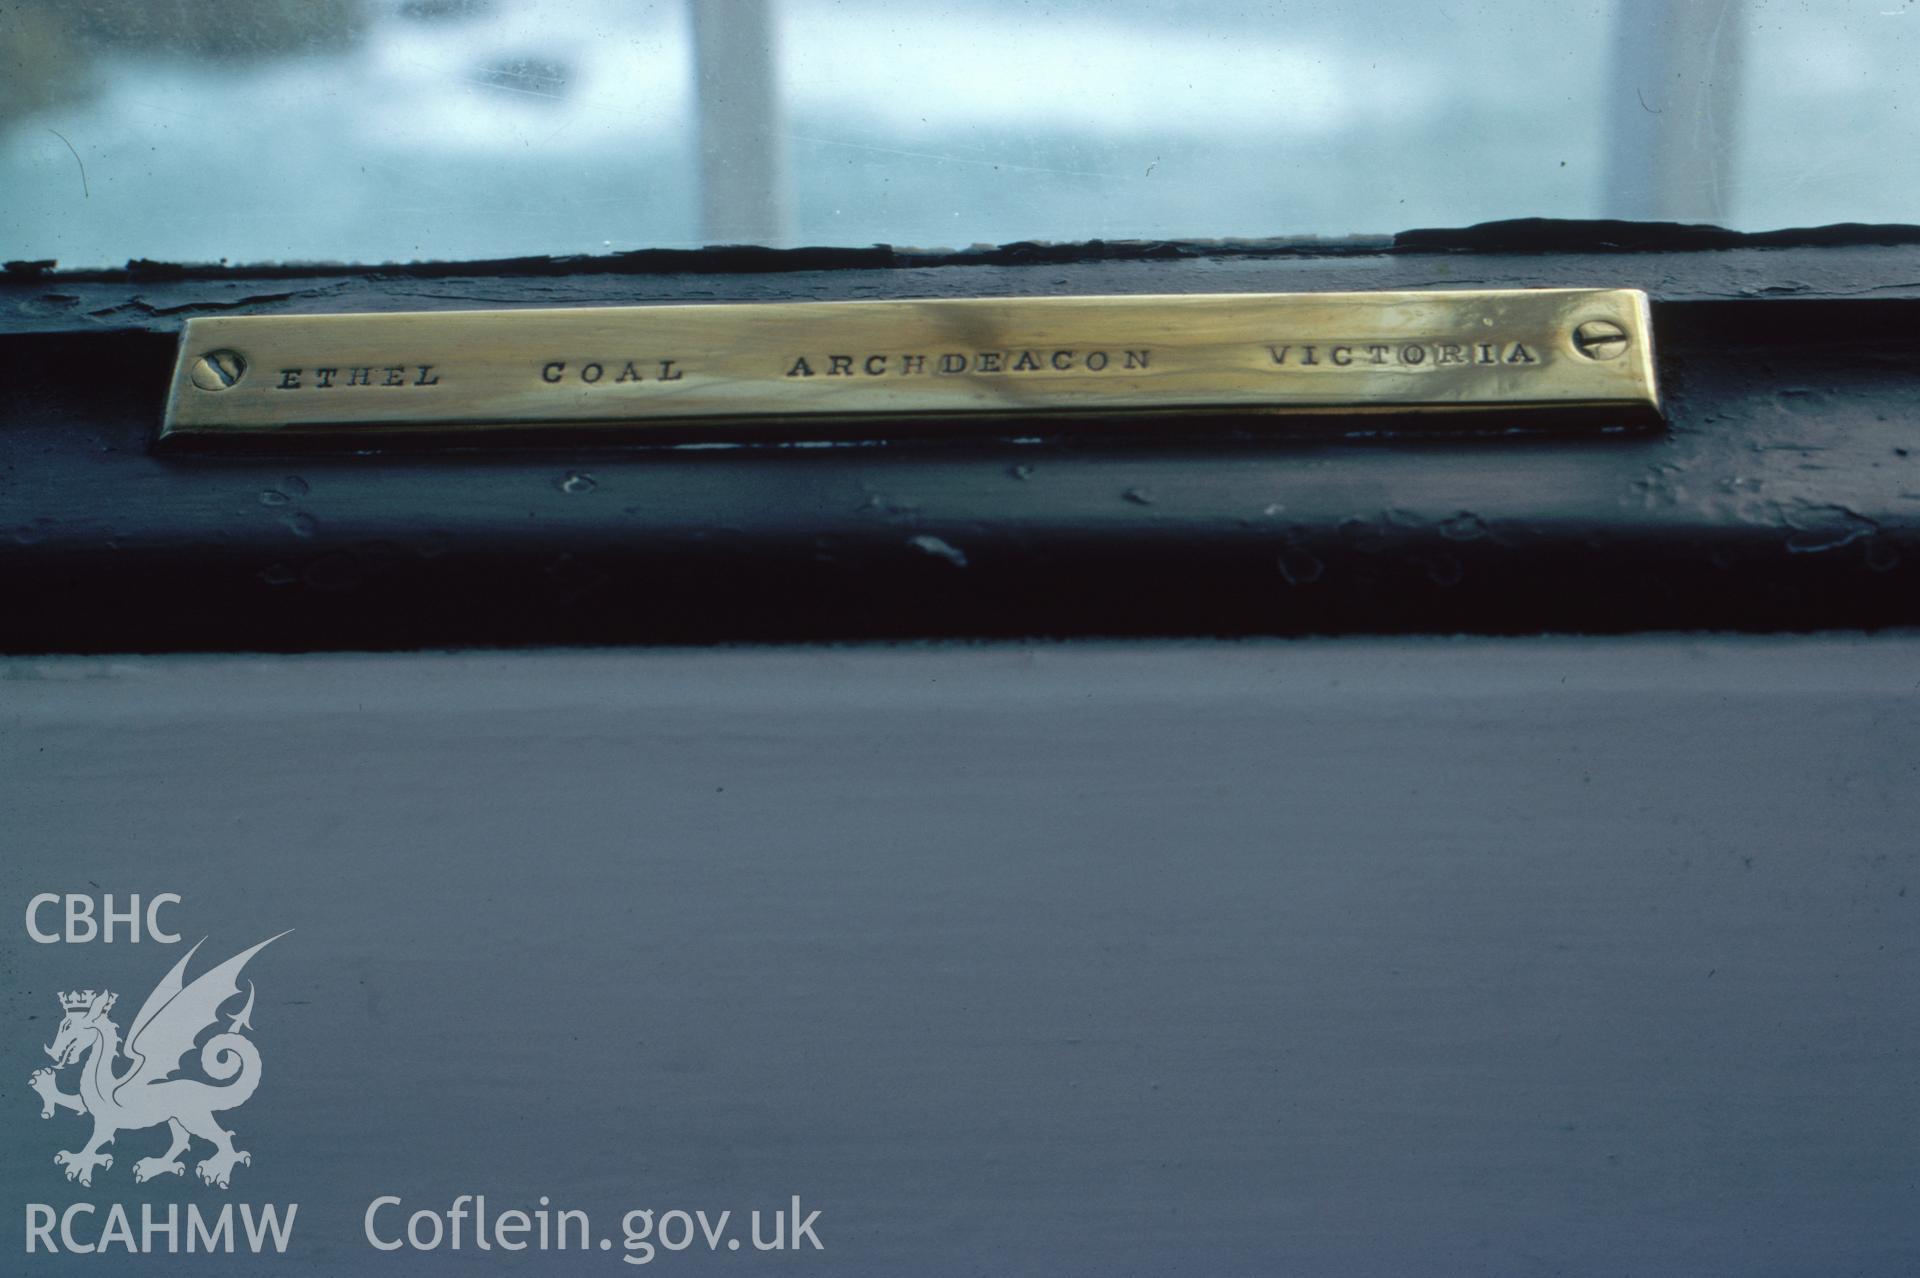 ETHEL COAL ARCHDEACON VICTORIA
CBHC
RCAHMW Coflein.gov.uk